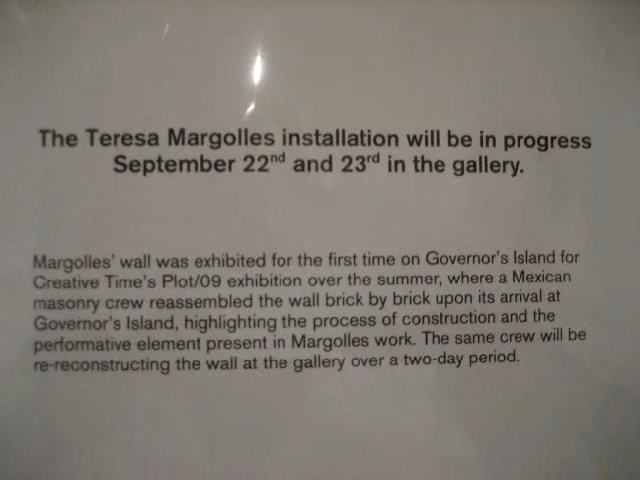 The Teresa Margolles installation will be in progress
September 22nd and 23rd in the gallery.
Margolles' wall was exhibited for the first time on Governor's Island for
Creative Time's Plot/09 exhibition over the summer, where a Mexican
masonry crew reassembled the wall brick by brick upon its arrival at
Governor's Island, highlighting the process of construction and the
performative element present in Margolles work. The same crew will be
re-reconstructing the wall at the gallery over a two-day period.